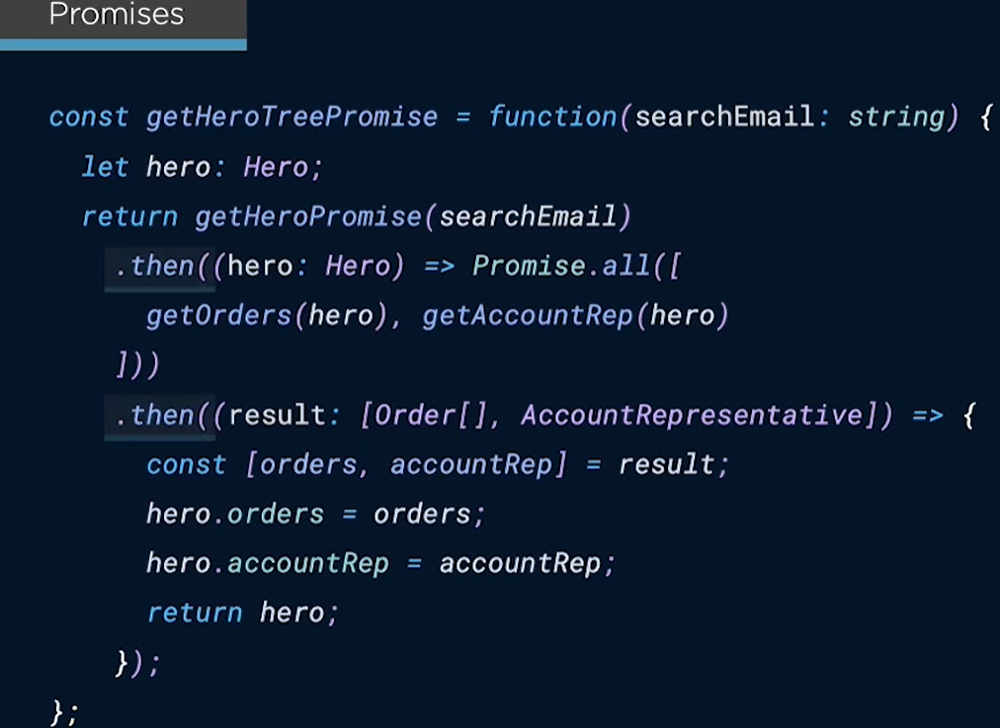 Promises
const getHeroTreePromise = function(searchEmail: string) {
let hero: Hero;
return getHeroPromise(searchEmail)
.then((hero: Hero) => Promise.all([
getOrders(hero), getAccountRep(hero)
]))
.then((result: [Order[], AccountRepresentative]) => {
const [orders, accountRep] = result;
hero.orders = orders;
hero.accountRep = accountRep;
return hero;
});
};